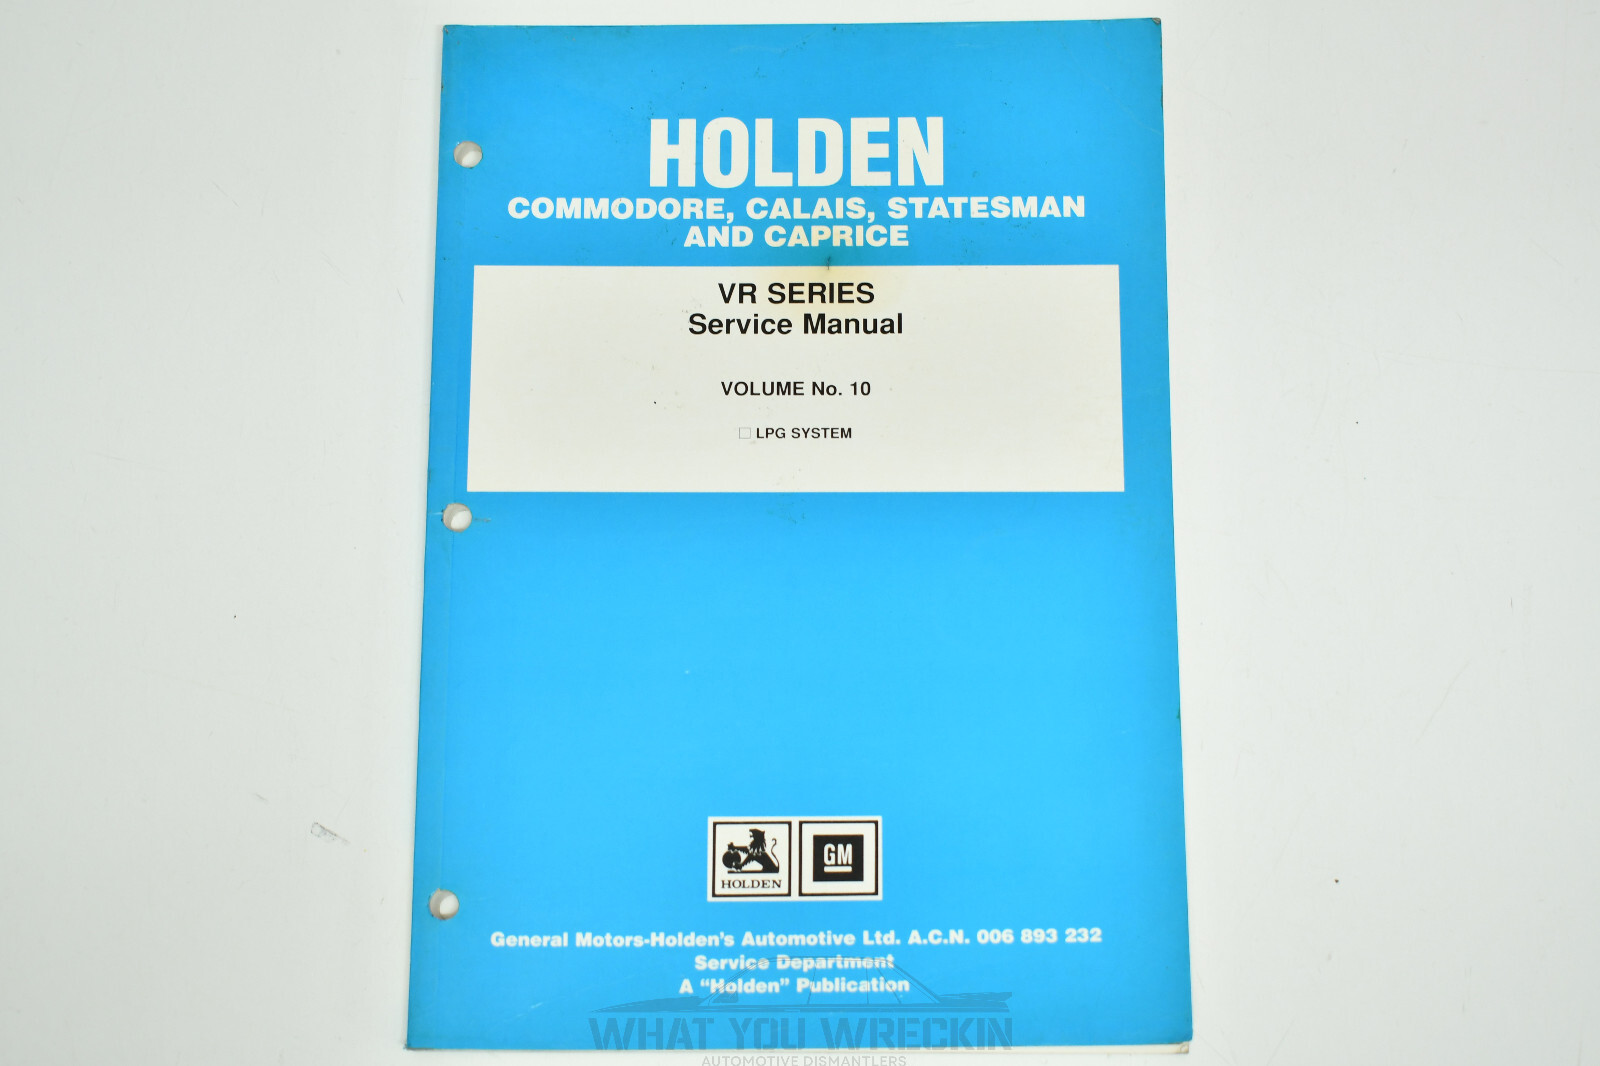 HOLDEN
COMMODORE, CALAIS, STATESMAN
AND CAPRICE
VR SERIES
Service Manual
VOLUME No. 10
LPG SYSTEM
HOLDEN
GM
General Motors-Holden's Automotive Ltd. A.C.N. 006 893 232
Service Department
A "Holden" Publication
WHAT YOU WRECKIN
AUTOMOTIVE DISMANTLERS